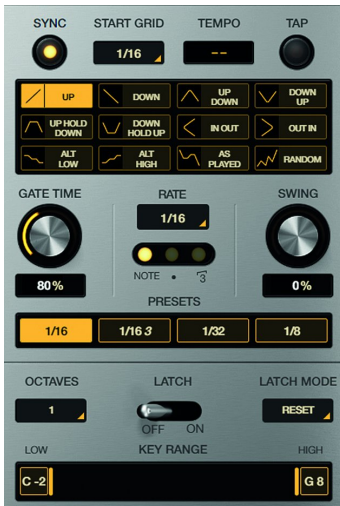 SYNC START GRID TEMPO TAP
1/16 --
UP DOWN UP DOWN DOWN UP
UP HOLD DOWN DOWN HOLD UP IN OUT OUT IN
ALT LOW ALT HIGH AS PLAYED RANDOM
GATE TIME RATE SWING
1/16
NOTE • 3
80% 0%
PRESETS
1/16 1/16 3 1/32 1/8
OCTAVES LATCH LATCH MODE
1 RESET
OFF ON
LOW KEY RANGE HIGH
C -2 G 8